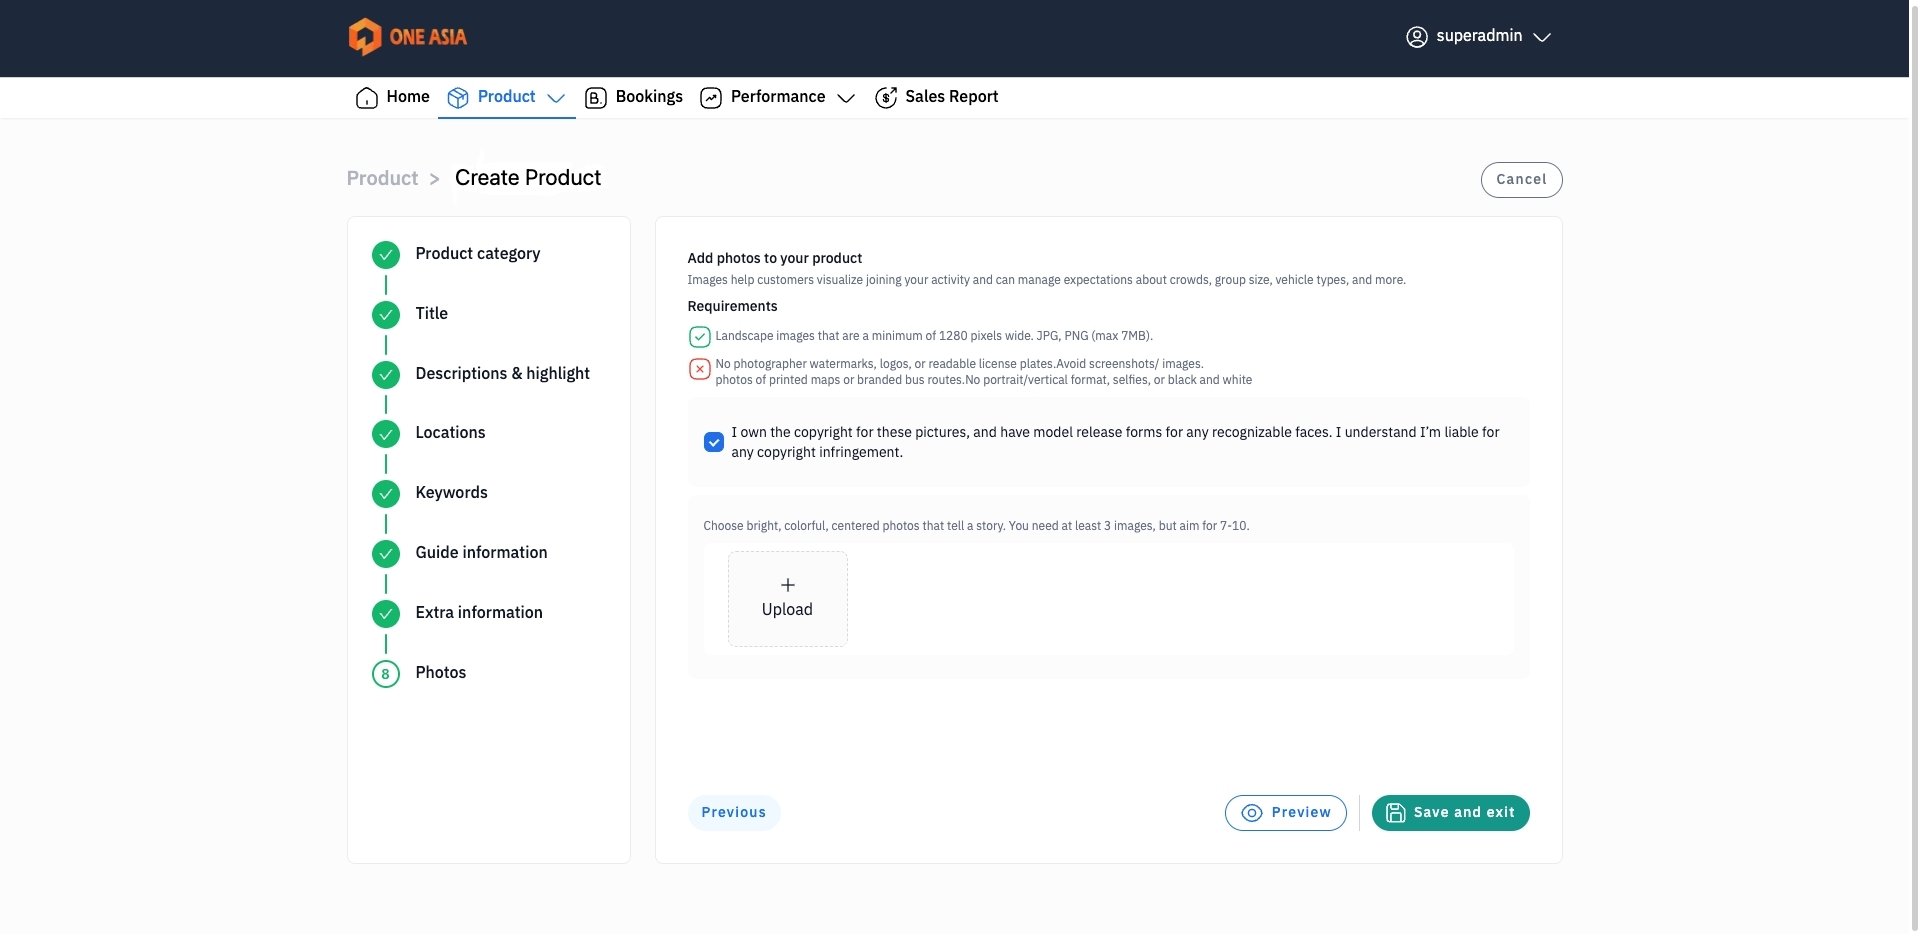 ONE ASIA
superadmin
Home
Product
B.
Bookings
Performance
$
Sales Report
Product > Create Product
Cancel
Product category
Title
Descriptions & highlight
Locations
Keywords
Guide information
Extra information
8
Photos
Add photos to your product
Images help customers visualize joining your activity and can manage expectations about crowds, group size, vehicle types, and more.
Requirements
Landscape images that are a minimum of 1280 pixels wide. JPG, PNG (max 7MB).
No photographer watermarks, logos, or readable license plates.Avoid screenshots/ images.
photos of printed maps or branded bus routes.No portrait/vertical format, selfies, or black and white
I own the copyright for these pictures, and have model release forms for any recognizable faces. I understand I'm liable for
any copyright infringement.
Choose bright, colorful, centered photos that tell a story. You need at least 3 images, but aim for 7-10.
+
Upload
Previous
Preview
Save and exit